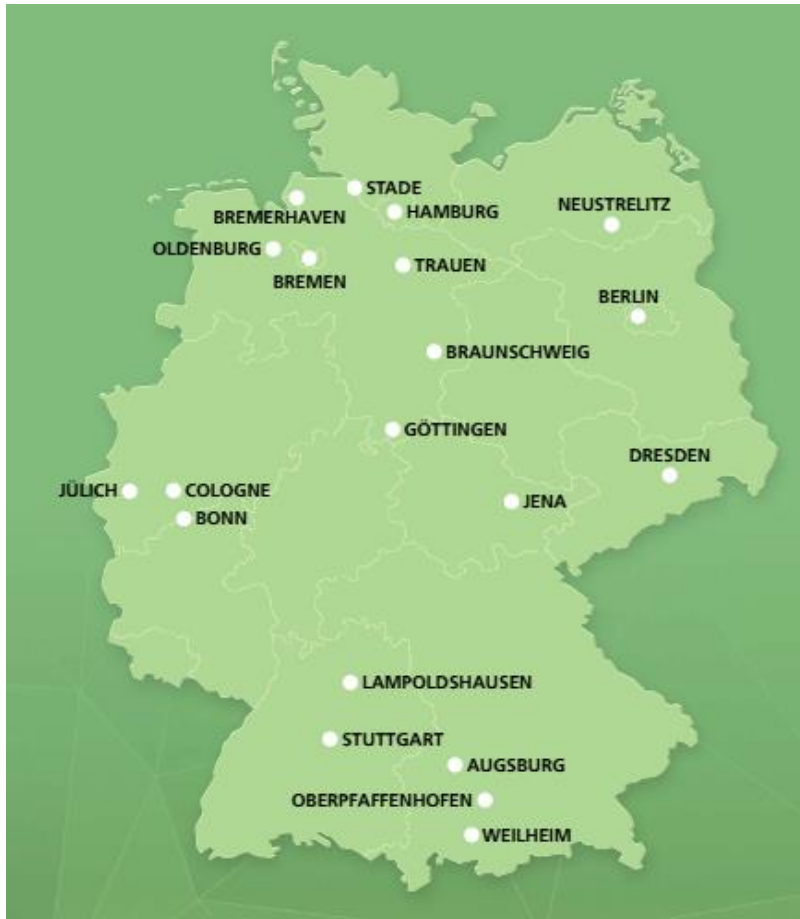 STADE
HAMBURG
NEUSTRELITZ
BREMERHAVEN
OLDENBURG
TRAUEN
BREMEN
BERLIN
BRAUNSCHWEIG
GÖTTINGEN
DRESDEN
JÜLICH
COLOGNE
JENA
BONN
LAMPOLDSHAUSEN
STUTTGART
AUGSBURG
OBERPFAFFENHOFEN
WEILHEIM